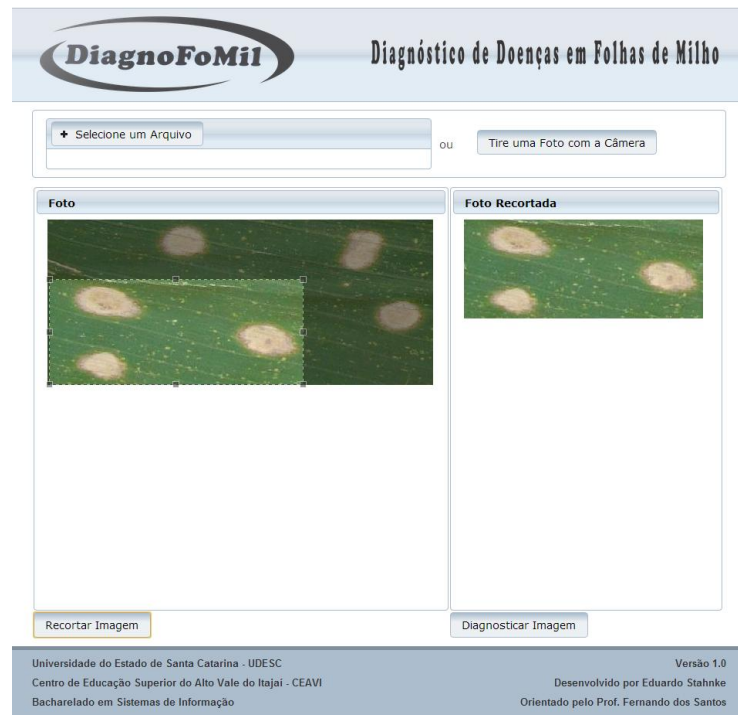 DiagnoFoMil
Diagnóstico de Doenças em Folhas de Milho
+ Selecione um Arquivo
ou
Tire uma Foto com a Câmera
Foto
Foto Recortada
Recortar Imagem
Diagnosticar Imagem
Universidade do Estado de Santa Catarina - UDESC
Versão 1.0
Centro de Educação Superior do Alto Vale do Itajaí - CEAVI
Desenvolvido por Eduardo Stahnke
Bacharelado em Sistemas de Informação
Orientado pelo Prof. Fernando dos Santos